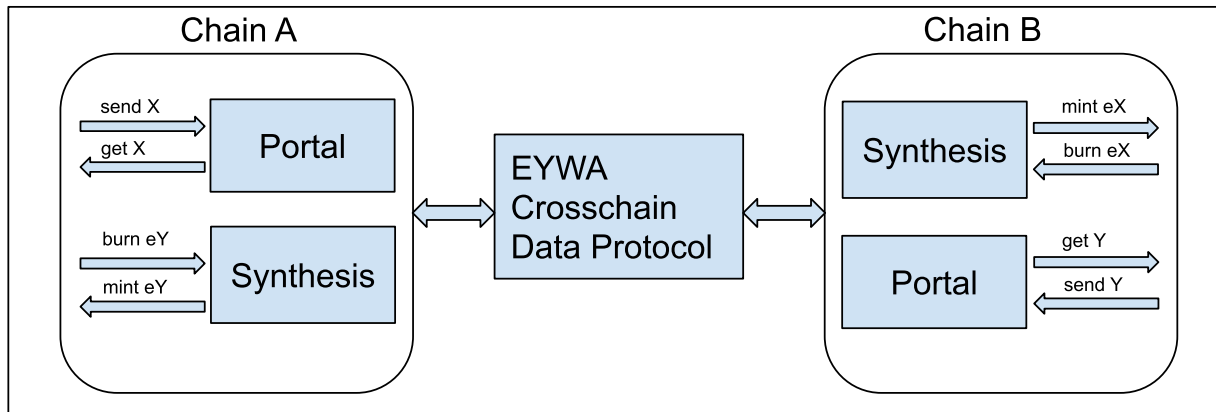 Chain A
send X
get X
Portal
burn eY
mint eY
Synthesis
EYWA
Crosschain
Data Protocol
Chain B
Synthesis
mint eX
burn eX
Portal
get Y
send Y